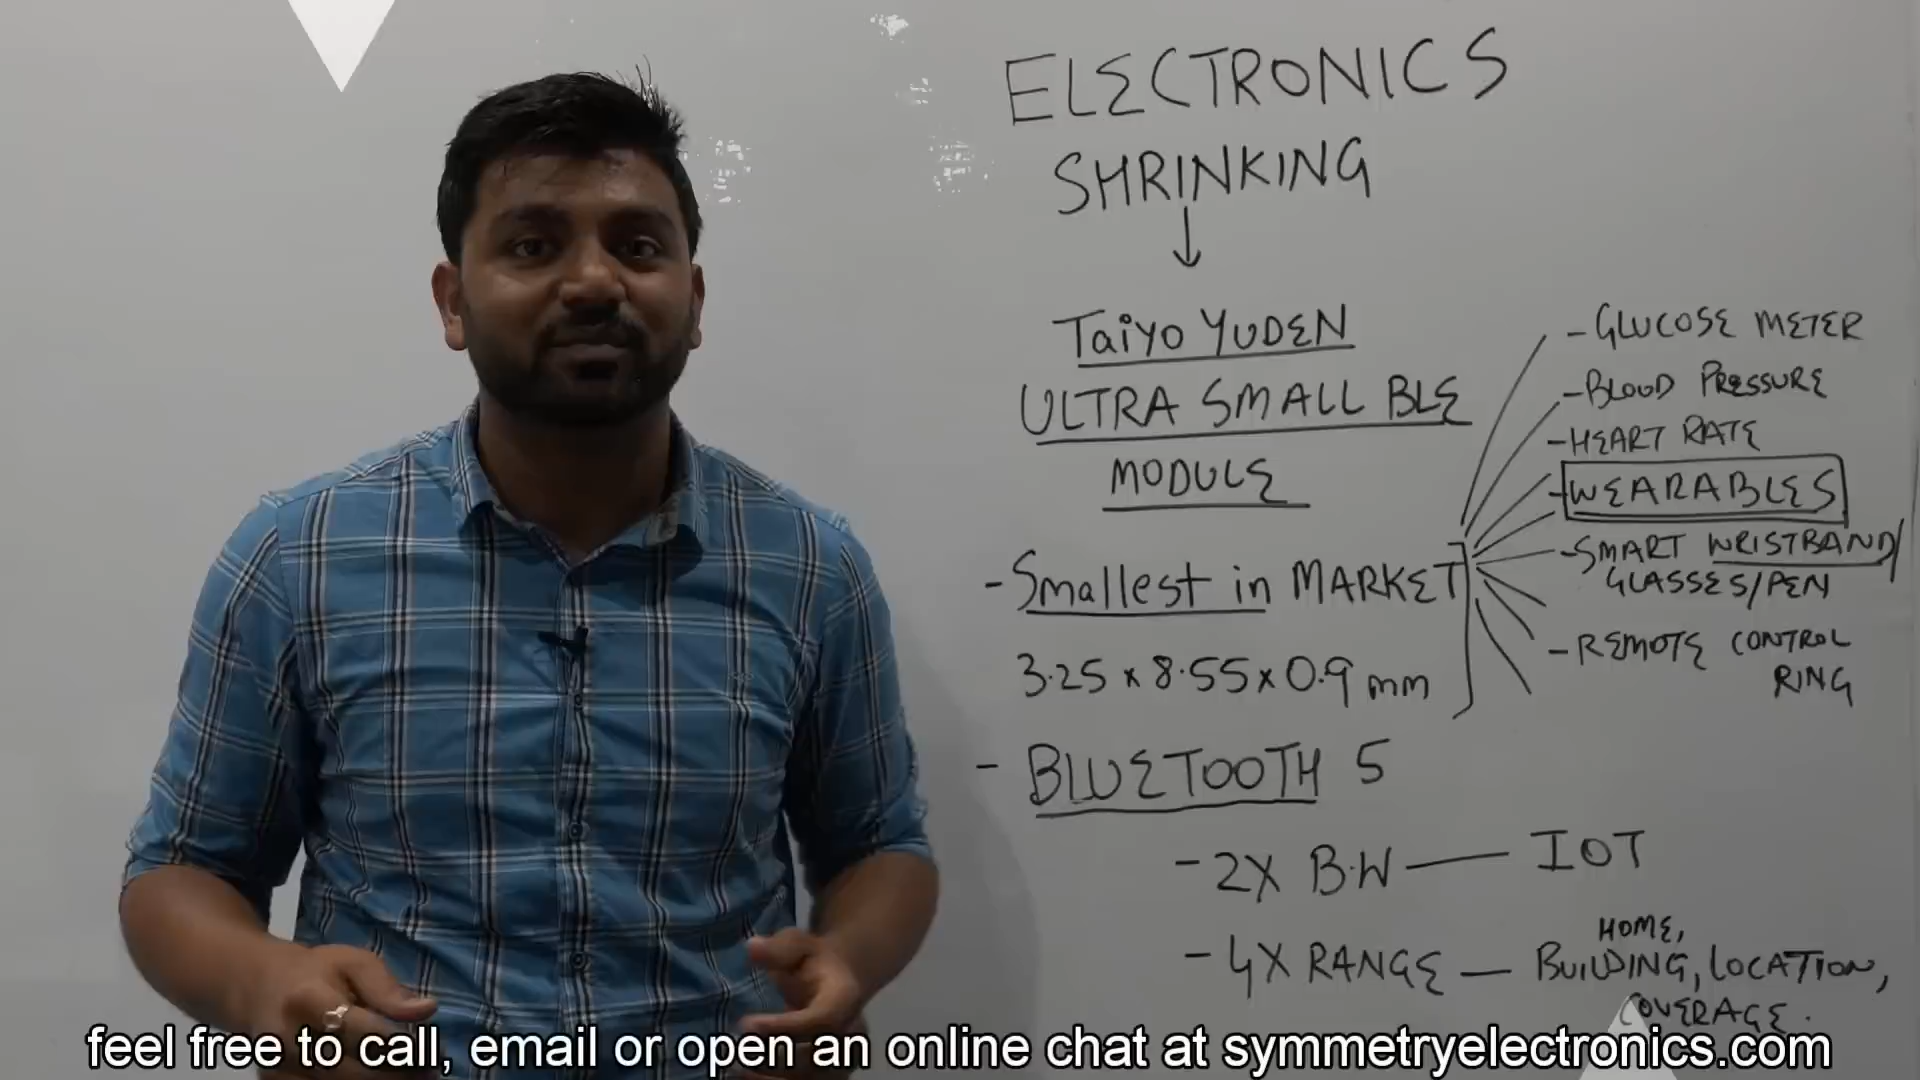 ELECTRONICS
SHRINKING
Taiyo YUDEN
ULTRA SMALL BLE
MODULE
- Smallest in MARKET
3.25 x 8.55 x 0.9 mm
- BLUETOOTH 5
- 2X B.W — IOT
- 4X RANGE — HOME,
BUILDING, LOCATION,
COVERAGE.
- GLUCOSE METER
- BLOOD PRESSURE
- HEART RATE
- WEARABLES
- SMART WRISTBAND/
GLASSES/PEN
- REMOTE CONTROL
RING
feel free to call, email or open an online chat at symmetryelectronics.com